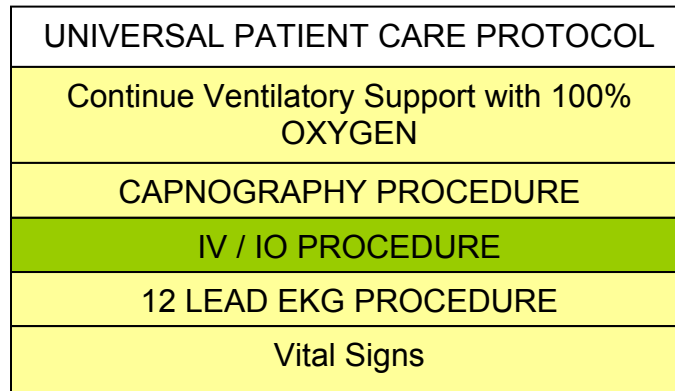 UNIVERSAL PATIENT CARE PROTOCOL
Continue Ventilatory Support with 100%
OXYGEN
CAPNOGRAPHY PROCEDURE
IV / IO PROCEDURE
12 LEAD EKG PROCEDURE
Vital Signs